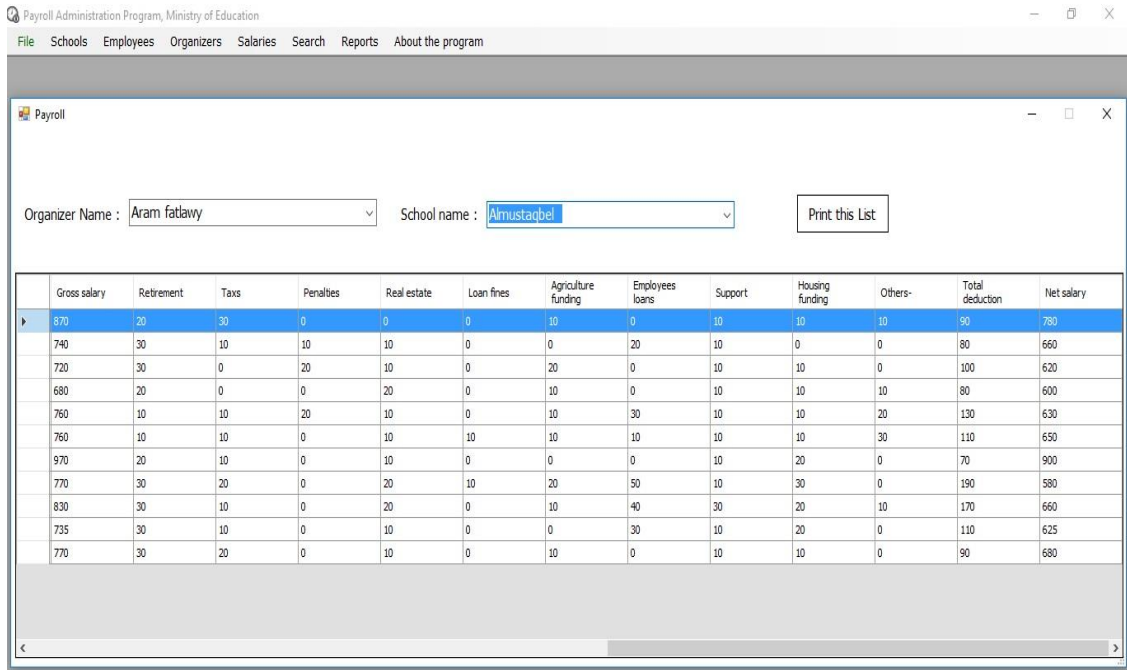 Payroll Administration Program, Ministry of Education
File Schools Employees Organizers Salaries Search Reports About the program
Payroll
Organizer Name : Aram fatlawy School name : Almustaqbel Print this List
Gross salary Retirement Taxs Penalties Real estate Loan fines Agriculture funding Employees loans Support Housing funding Others- Total deduction Net salary
870 20 30 0 0 0 10 0 10 10 10 90 780
740 30 10 10 10 0 0 20 10 0 0 80 660
720 30 0 20 10 0 20 0 10 10 0 100 620
680 20 0 0 20 0 10 0 10 10 10 80 600
760 10 10 20 10 0 10 30 10 10 20 130 630
760 10 10 0 10 10 10 10 10 10 30 110 650
970 20 10 0 10 0 0 0 10 20 0 70 900
770 30 20 0 20 10 20 50 10 30 0 190 580
830 30 10 0 20 0 10 40 30 20 10 170 660
735 30 10 0 10 0 0 30 10 20 0 110 625
770 30 20 0 10 0 10 0 10 10 0 90 680